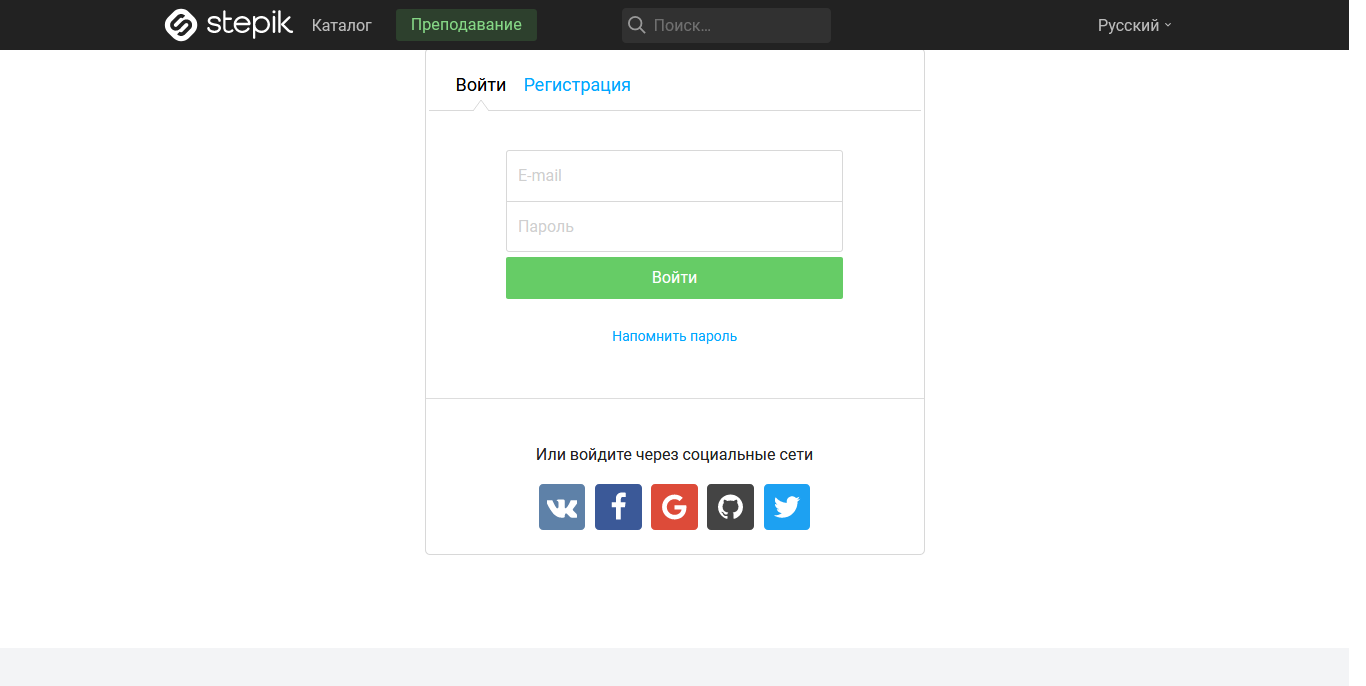 stepik Каталог Преподавание Поиск... Русский
Войти Регистрация
E-mail
Пароль
Войти
Напомнить пароль
Или войдите через социальные сети